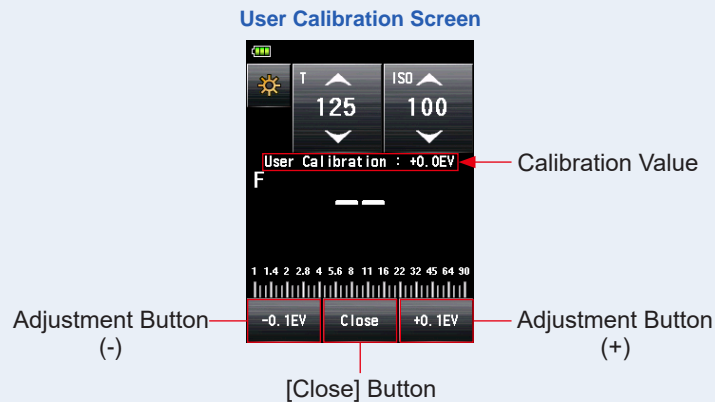 User Calibration Screen
T
125
ISO
100
User Calibration : +0.0EV
Calibration Value
F
1 1.4 2 2.8 4 5.6 8 11 16 22 32 45 64 90
-0.1EV
Close
+0.1EV
Adjustment Button
(-)
Adjustment Button
(+)
[Close] Button